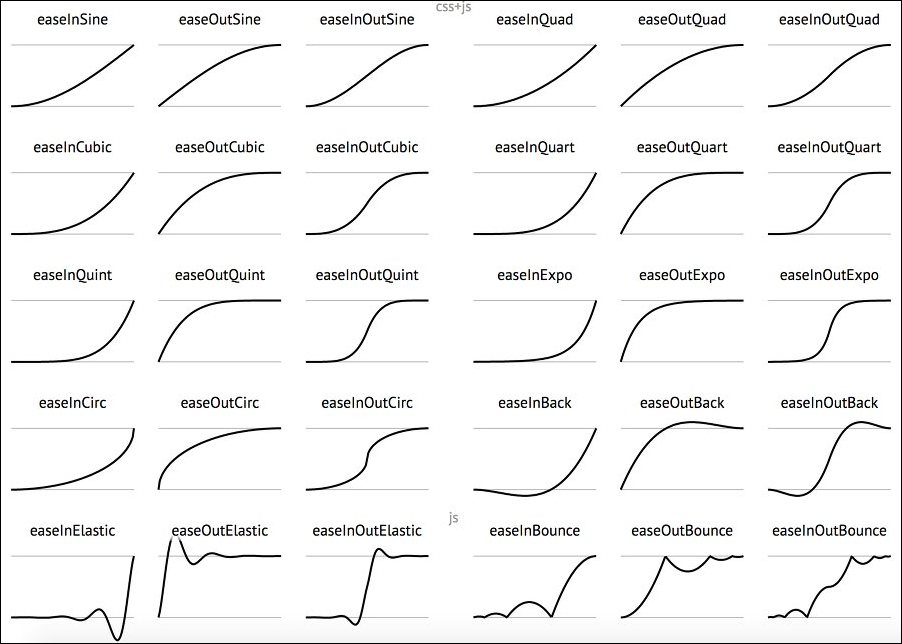 css+js
easeInSine easeOutSine easeInOutSine easeInQuad easeOutQuad easeInOutQuad
easeInCubic easeOutCubic easeInOutCubic easeInQuart easeOutQuart easeInOutQuart
easeInQuint easeOutQuint easeInOutQuint easeInExpo easeOutExpo easeInOutExpo
easeInCirc easeOutCirc easeInOutCirc easeInBack easeOutBack easeInOutBack
js
easeInElastic easeOutElastic easeInOutElastic easeInBounce easeOutBounce easeInOutBounce